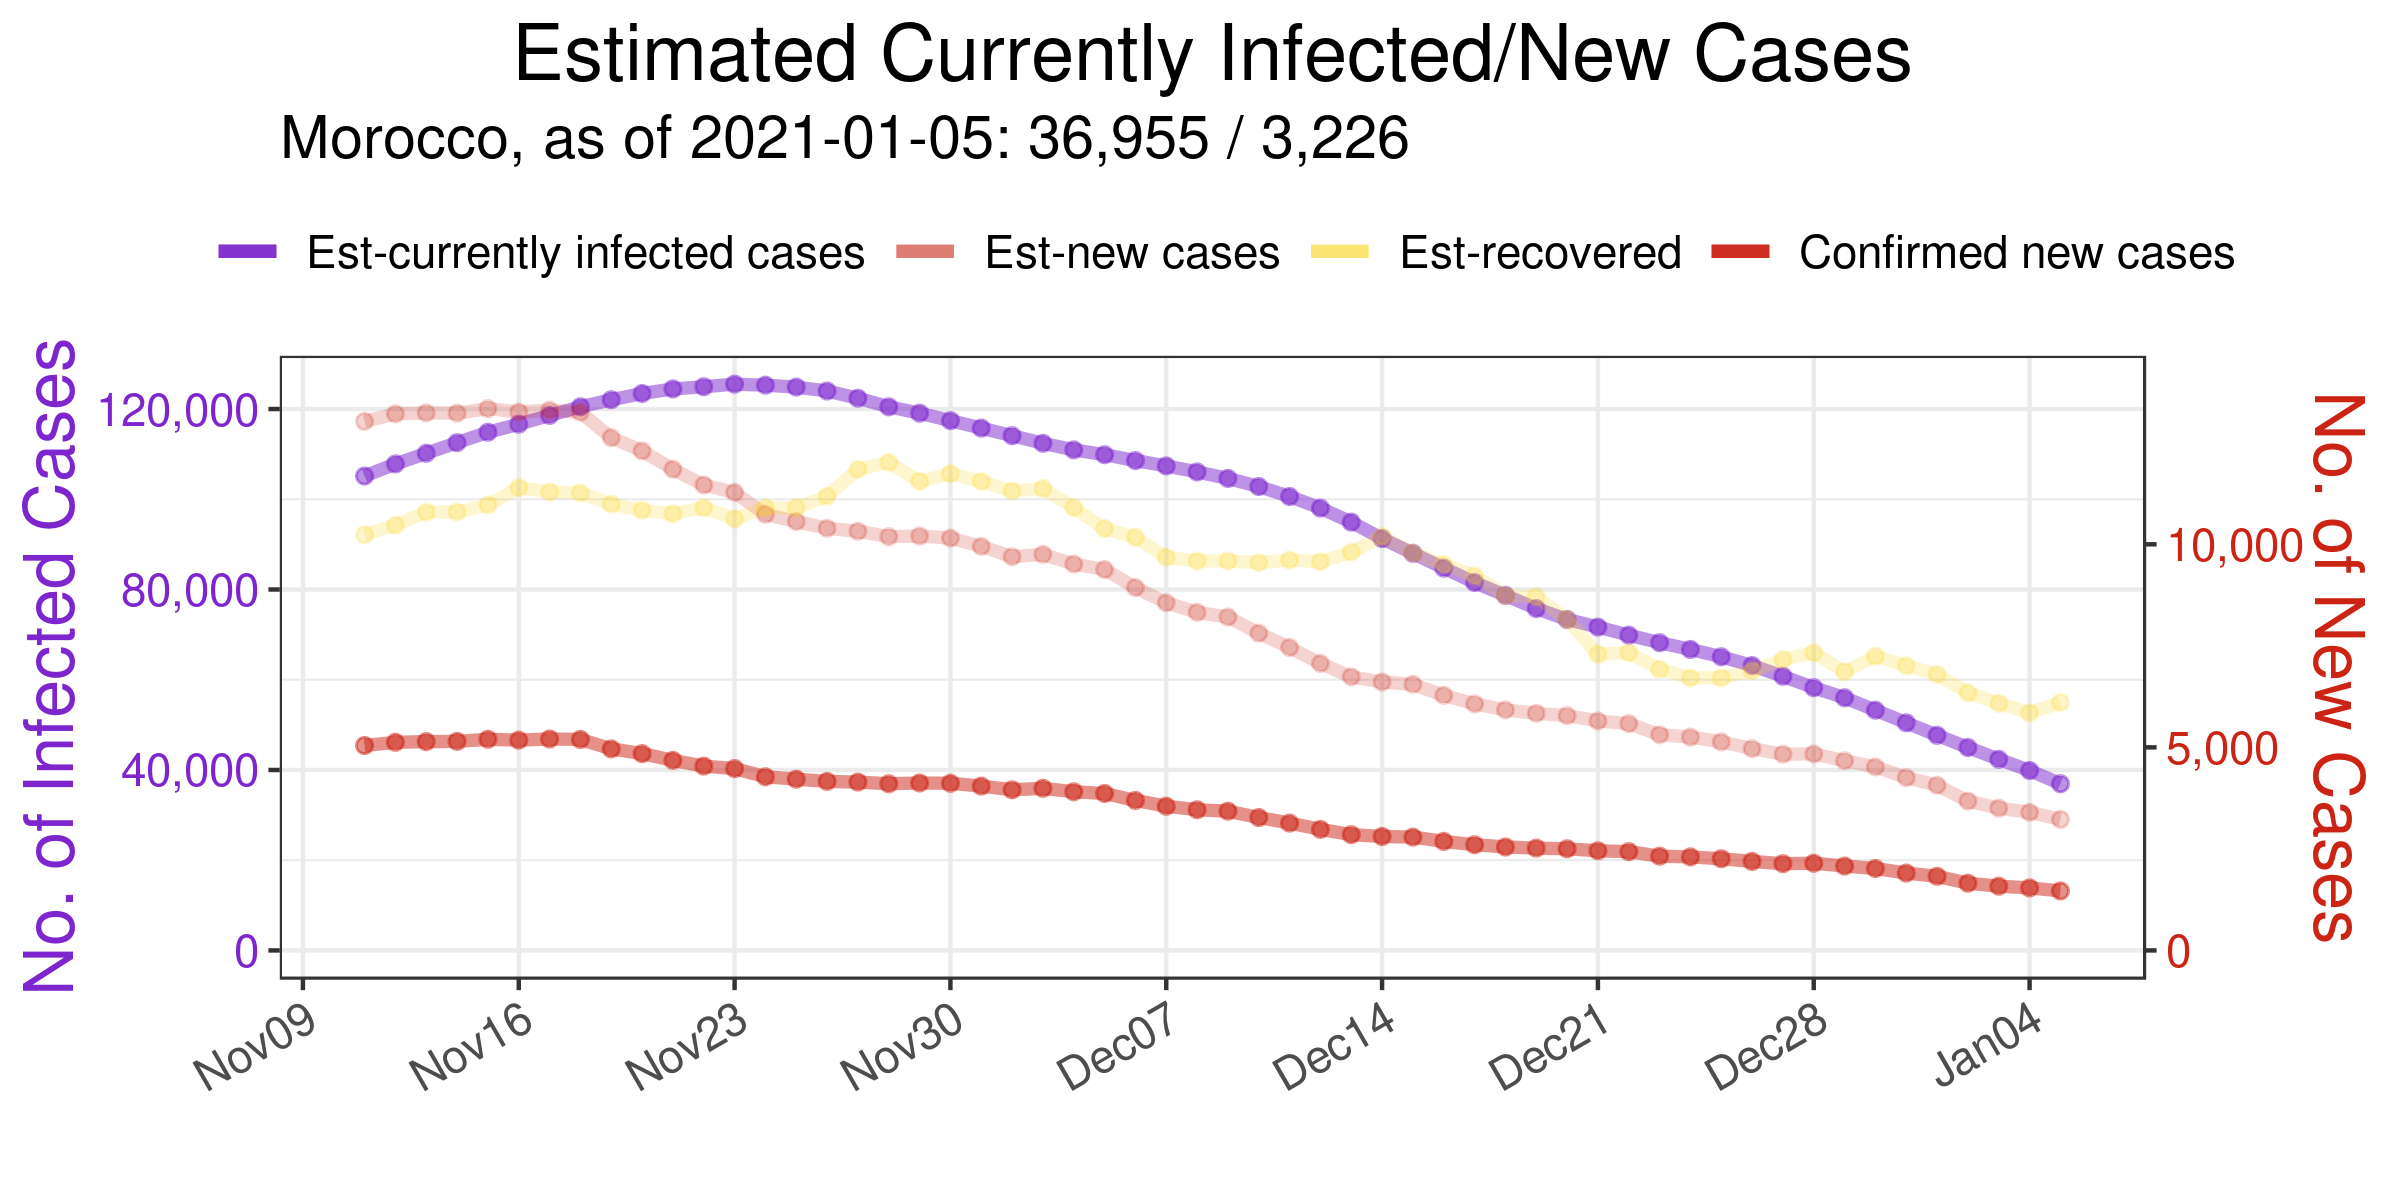 Estimated Currently Infected/New Cases
Morocco, as of 2021-01-05: 36,955 / 3,226
Est-currently infected cases Est-new cases Est-recovered Confirmed new cases
No. of Infected Cases
120,000
80,000
40,000
0
No. of New Cases
10,000
5,000
0
Nov09 Nov16 Nov23 Nov30 Dec07 Dec14 Dec21 Dec28 Jan04